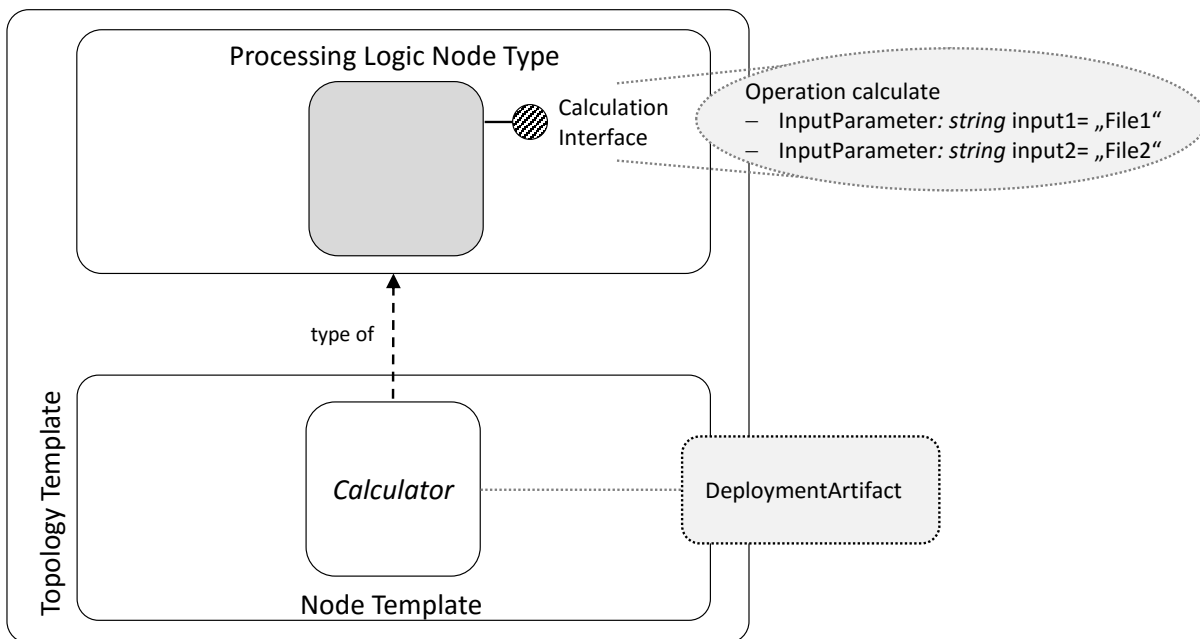 Processing Logic Node Type
Calculation
Interface
Operation calculate
– InputParameter: string input1= „File1“
– InputParameter: string input2= „File2“
type of
Topology Template
Calculator
DeploymentArtifact
Node Template